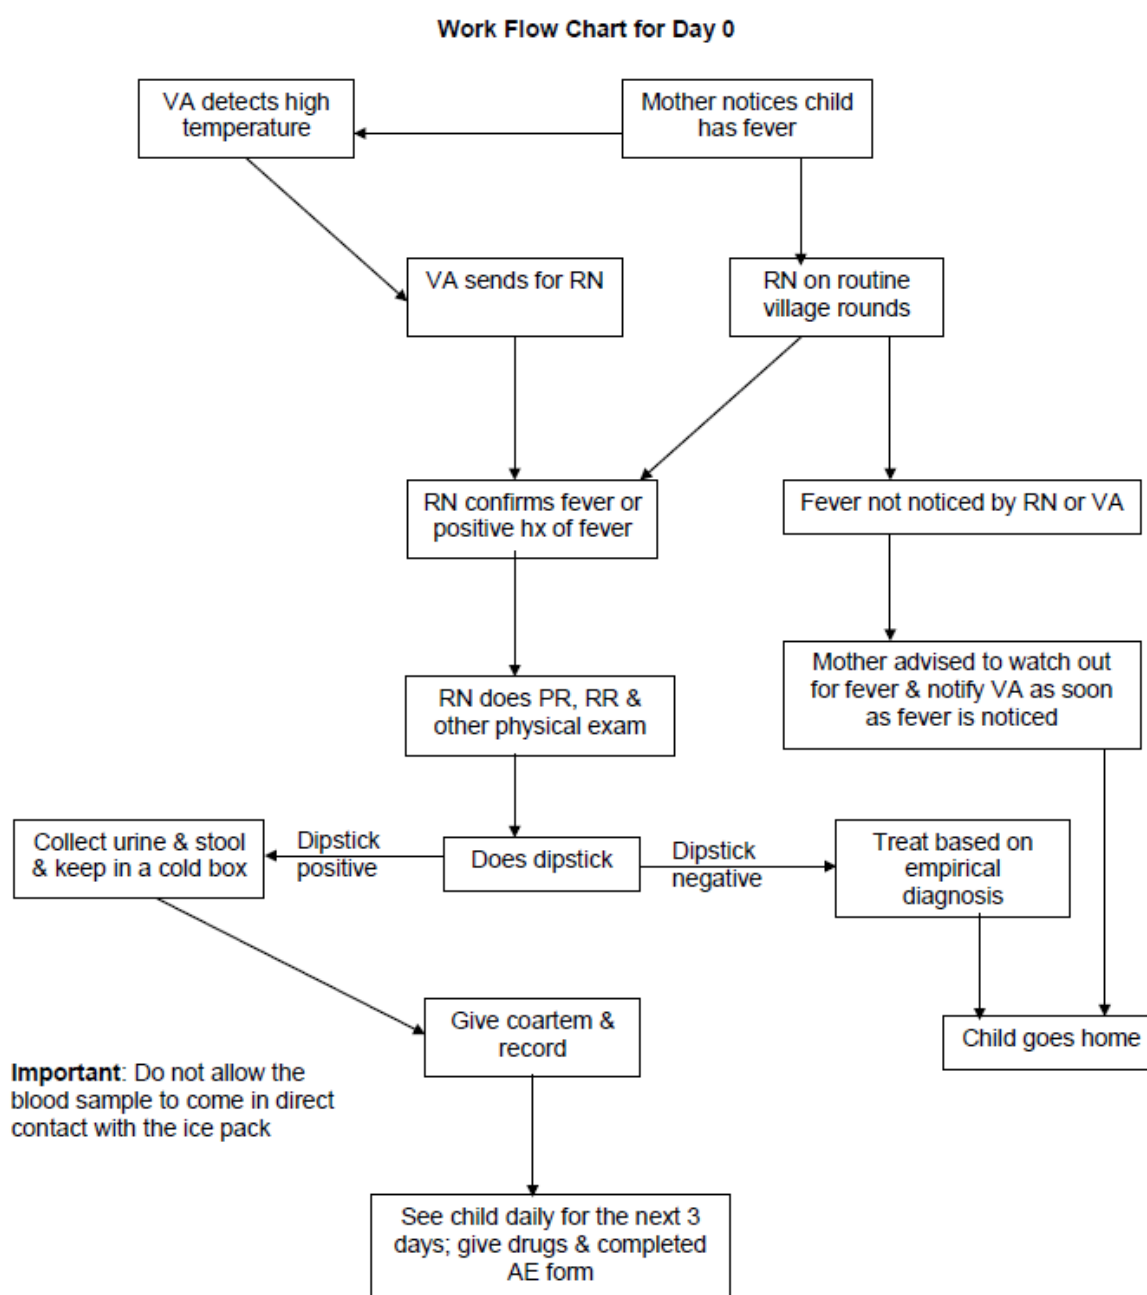 Work Flow Chart for Day 0
VA detects high
temperature
Mother notices child
has fever
VA sends for RN
RN on routine
village rounds
RN confirms fever or
positive hx of fever
Fever not noticed by RN or VA
RN does PR, RR &
other physical exam
Mother advised to watch out
for fever & notify VA as soon
as fever is noticed
Collect urine & stool
& keep in a cold box
Dipstick
positive
Does dipstick
Dipstick
negative
Treat based on
empirical
diagnosis
Give coartem &
record
Child goes home
Important: Do not allow the
blood sample to come in direct
contact with the ice pack
See child daily for the next 3
days; give drugs & completed
AE form